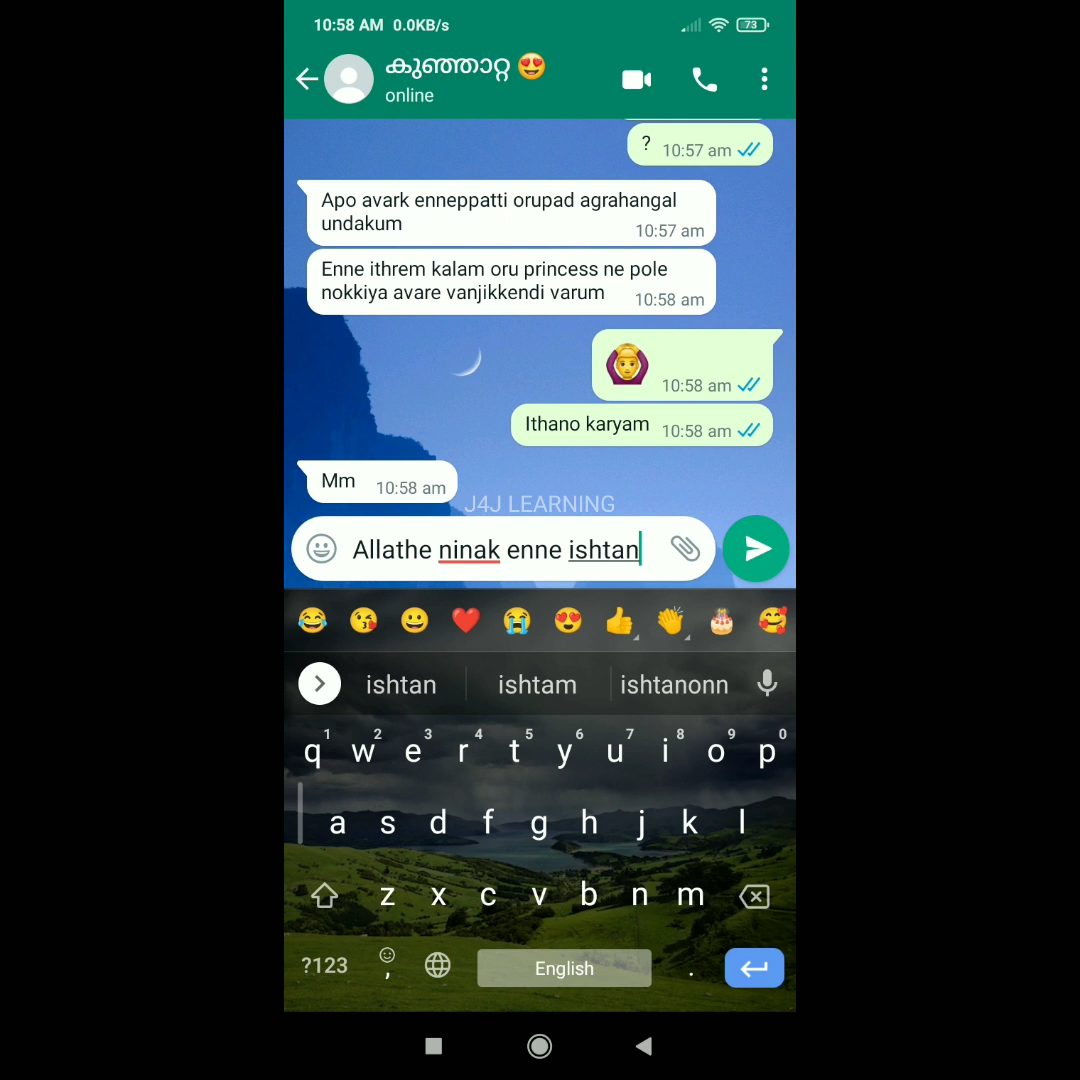 10:58 AM 0.0KB/s
73
കുഞ്ഞാറ്റ 😍
online
? 10:57 am
Apo avark enneppatti orupad agrahangal
undakum 10:57 am
Enne ithrem kalam oru princess ne pole
nokkiya avare vanjikkendi varum 10:58 am
🙆 10:58 am
Ithano karyam 10:58 am
Mm 10:58 am
J4J LEARNING
Allathe ninak enne ishtan
😂 😘 😀 ❤️ 😭 😍 👍 👏 🎂 🥰
ishtan ishtam ishtanonn
1 2 3 4 5 6 7 8 9 0
q w e r t y u i o p
a s d f g h j k l
z x c v b n m
?123 , English .